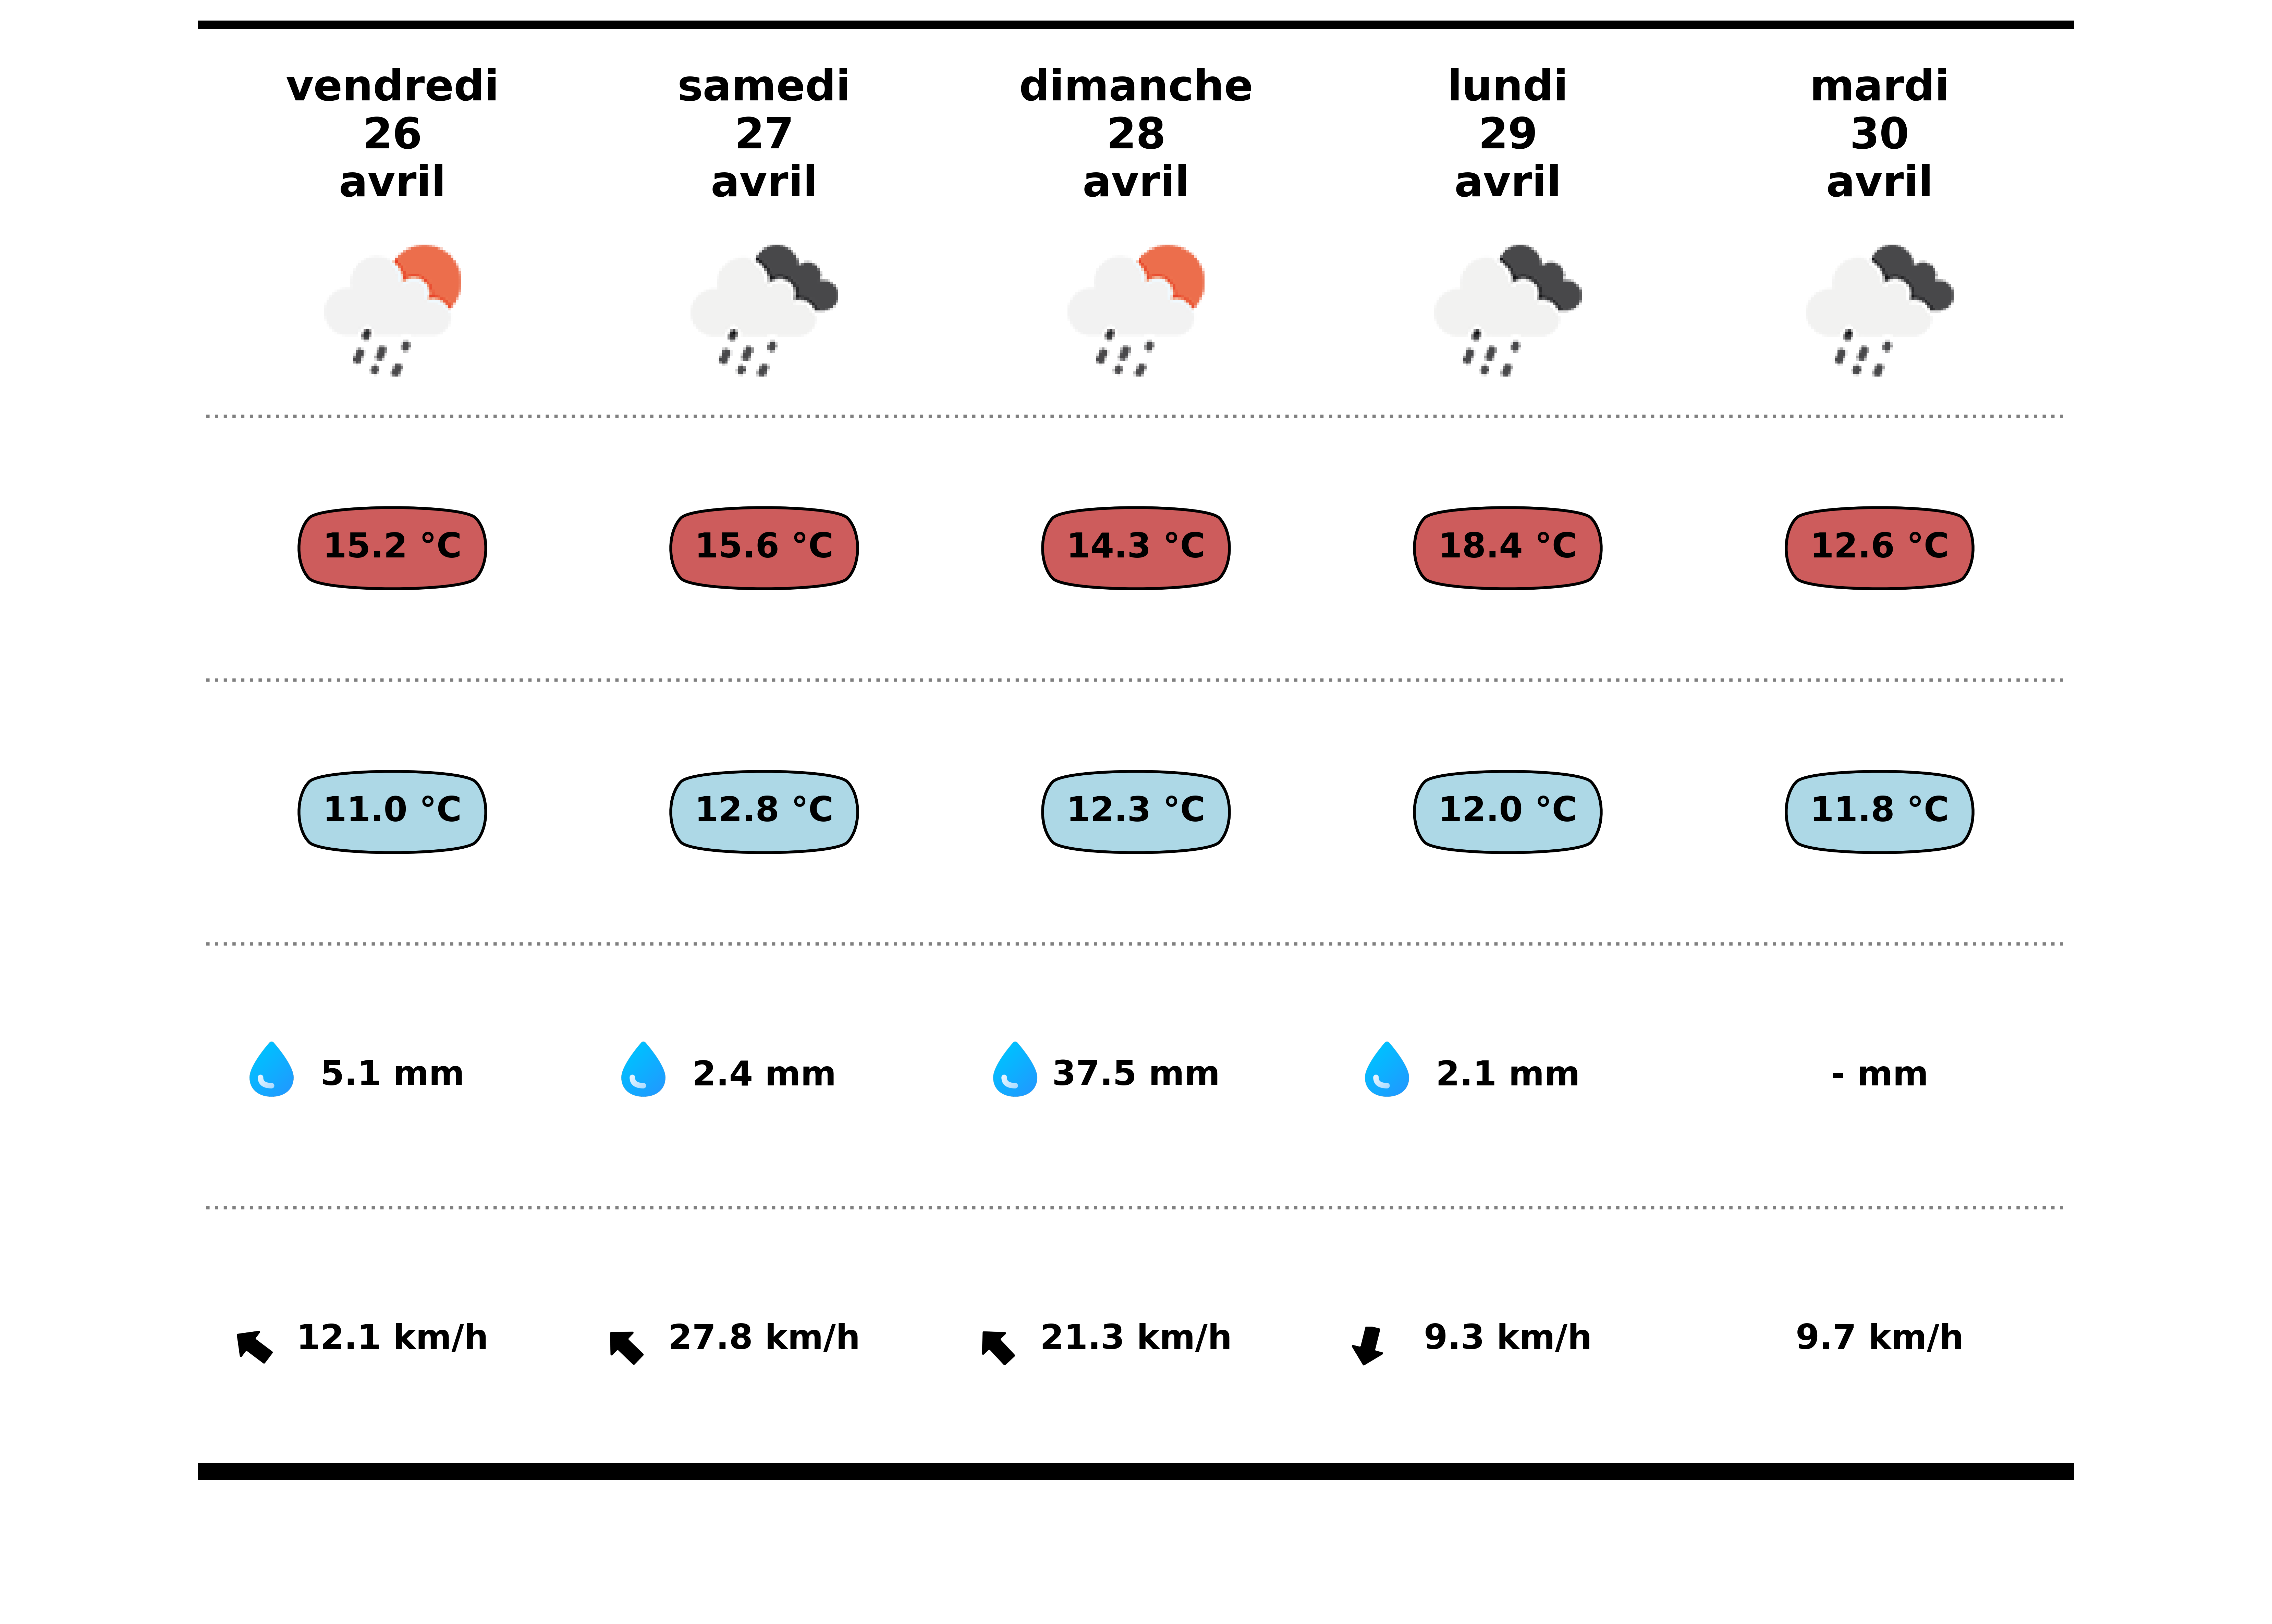 vendredi
26
avril
samedi
27
avril
dimanche
28
avril
lundi
29
avril
mardi
30
avril
15.2 °C
15.6 °C
14.3 °C
18.4 °C
12.6 °C
11.0 °C
12.8 °C
12.3 °C
12.0 °C
11.8 °C
5.1 mm
2.4 mm
37.5 mm
2.1 mm
- mm
12.1 km/h
27.8 km/h
21.3 km/h
9.3 km/h
9.7 km/h